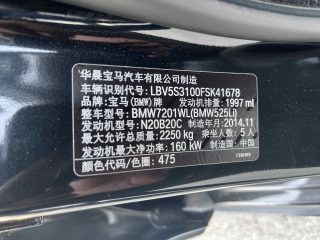 华晨宝马汽车有限公司制造
车辆识别代号: LBV5S3100FSK41678
品牌: 宝马(BMW)牌 发动机排量: 1997 ml
整车型号: BMW7201WL(BMW525Li)
发动机型号: N20B20C 制造年月: 2014.11
最大允许总质量: 2250 kg 乘坐人数: 5 人
发动机最大净功率: 160 kW 制造国: 中国
颜色代码/色: 475